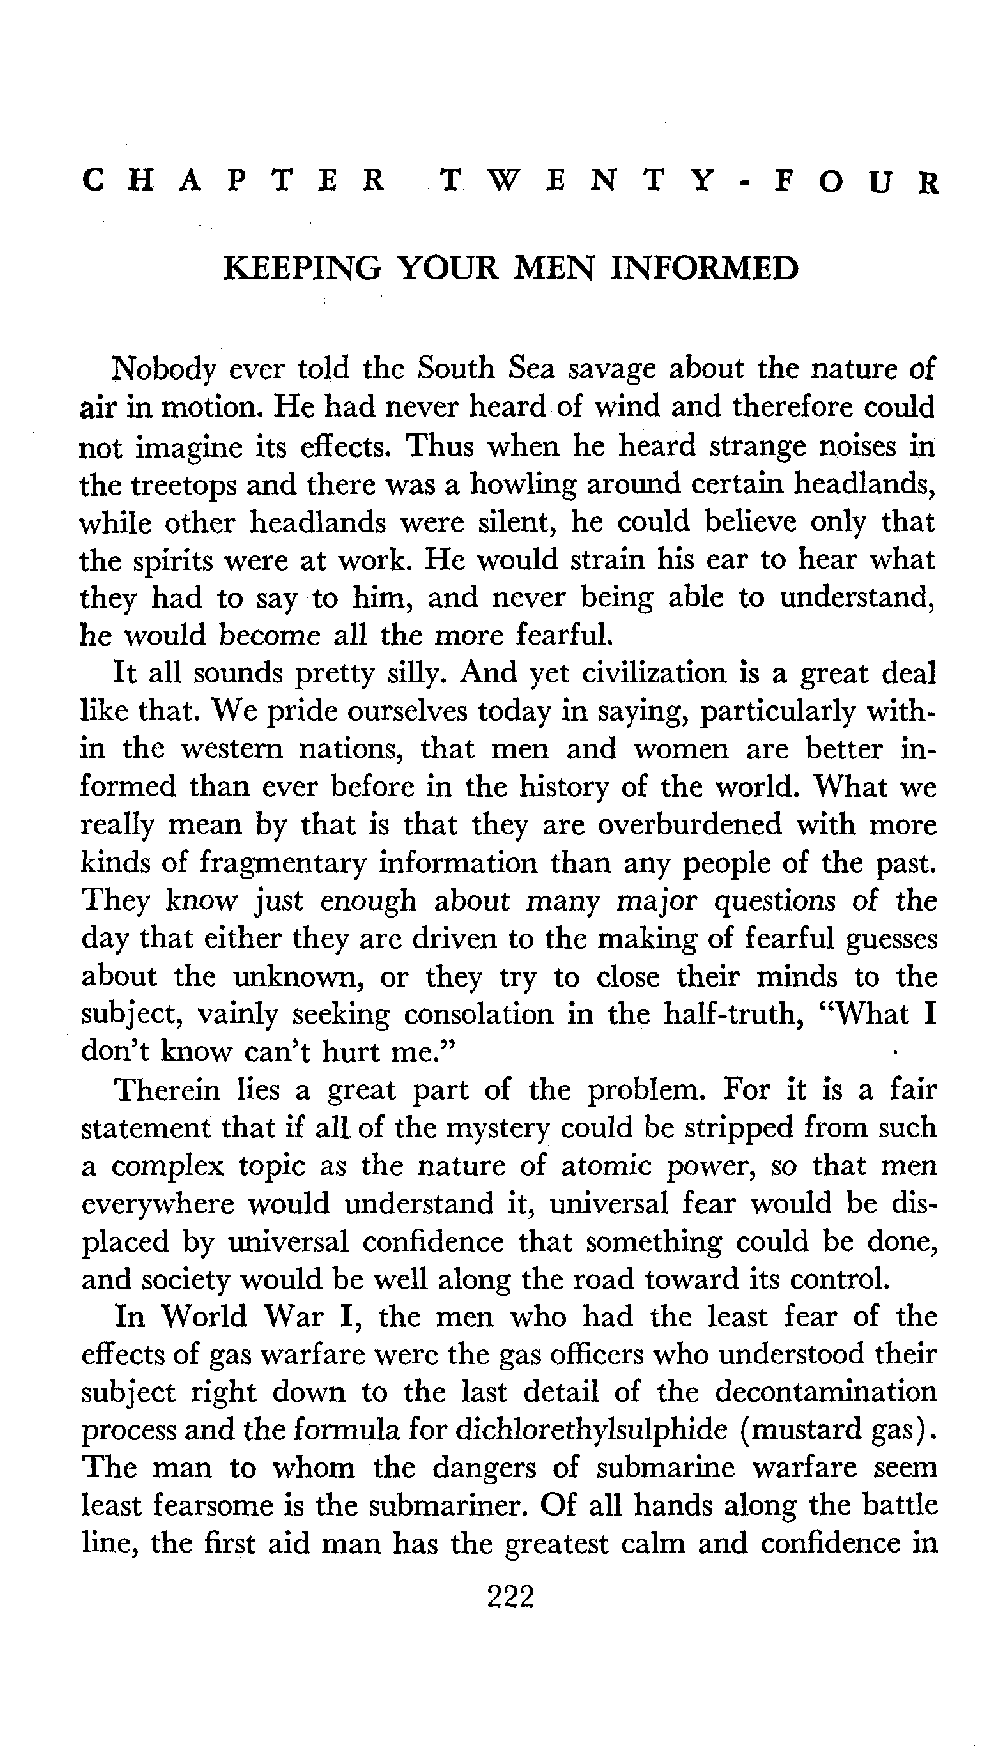 CHAPTER TWENTY-FOUR
KEEPING YOUR MEN INFORMED
Nobody ever told the South Sea savage about the nature of
air in motion. He had never heard of wind and therefore could
not imagine its effects. Thus when he heard strange noises in
the treetops and there was a howling around certain headlands,
while other headlands were silent, he could believe only that
the spirits were at work. He would strain his ear to hear what
they had to say to him, and never being able to understand,
he would become all the more fearful.
It all sounds pretty silly. And yet civilization is a great deal
like that. We pride ourselves today in saying, particularly with-
in the western nations, that men and women are better in-
formed than ever before in the history of the world. What we
really mean by that is that they are overburdened with more
kinds of fragmentary information than any people of the past.
They know just enough about many major questions of the
day that either they are driven to the making of fearful guesses
about the unknown, or they try to close their minds to the
subject, vainly seeking consolation in the half-truth, “What I
don’t know can’t hurt me.”
Therein lies a great part of the problem. For it is a fair
statement that if all of the mystery could be stripped from such
a complex topic as the nature of atomic power, so that men
everywhere would understand it, universal fear would be dis-
placed by universal confidence that something could be done,
and society would be well along the road toward its control.
In World War I, the men who had the least fear of the
effects of gas warfare were the gas officers who understood their
subject right down to the last detail of the decontamination
process and the formula for dichlorethylsulphide (mustard gas).
The man to whom the dangers of submarine warfare seem
least fearsome is the submariner. Of all hands along the battle
line, the first aid man has the greatest calm and confidence in
222